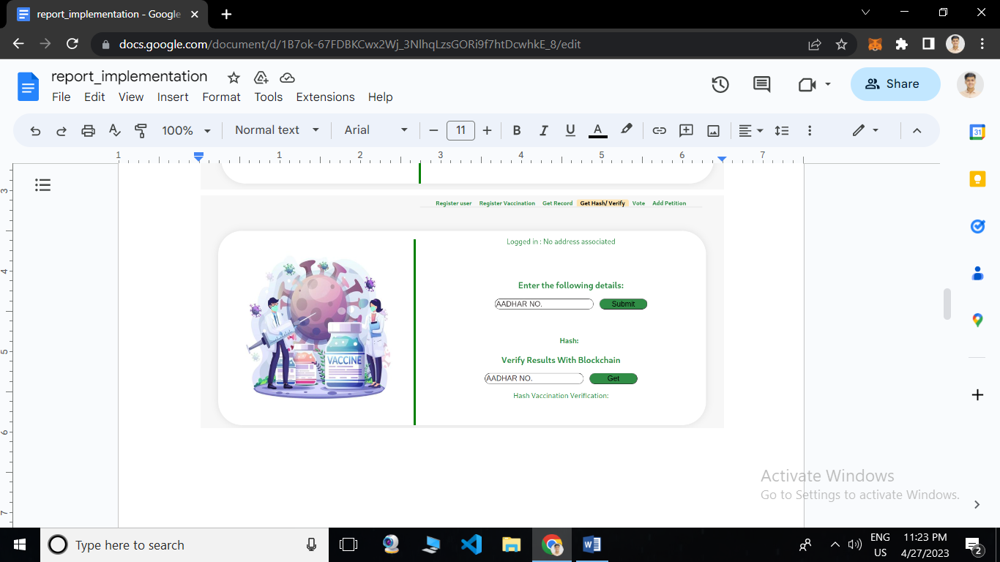 report_implementation - Google
docs.google.com/document/d/1B7ok-67FDBKCwx2Wj_3NlhqLzsGORi9f7htDcwhkE_8/edit
report_implementation
File Edit View Insert Format Tools Extensions Help
Share
100% Normal text Arial 11 B I U A
1 1 2 3 4 5 6 7
31
3
4
5
6
7
Register user Register Vaccination Get Record Get Hash/ Verify Vote Add Petition
Logged in : No address associated
Enter the following details:
AADHAR NO. Submit
Hash:
Verify Results With Blockchain
AADHAR NO. Get
Hash Vaccination Verification:
VACCINE
Activate Windows
Go to Settings to activate Windows.
Type here to search
ENG
US
11:23 PM
4/27/2023
2